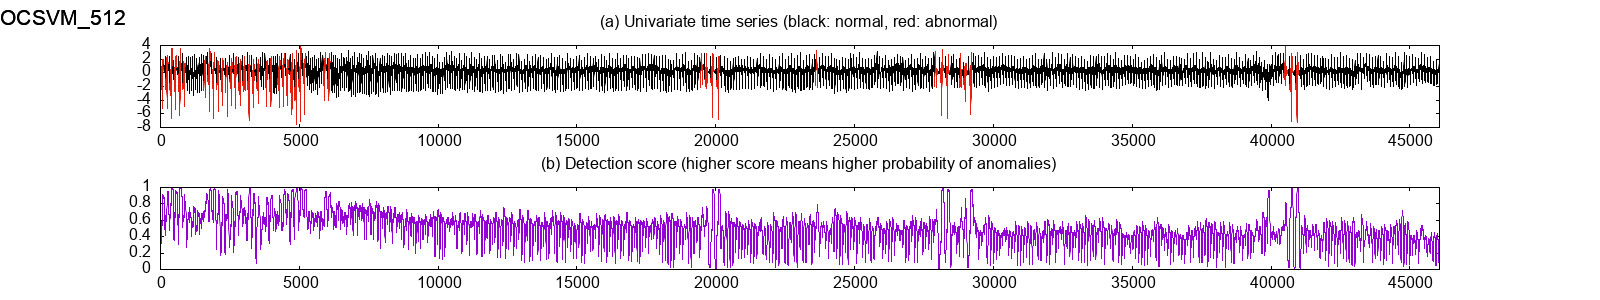 OCSVM_512
(a) Univariate time series (black: normal, red: abnormal)
4
2
0
-2
-4
-6
-8
0 5000 10000 15000 20000 25000 30000 35000 40000 45000
(b) Detection score (higher score means higher probability of anomalies)
1
0.8
0.6
0.4
0.2
0
0 5000 10000 15000 20000 25000 30000 35000 40000 45000